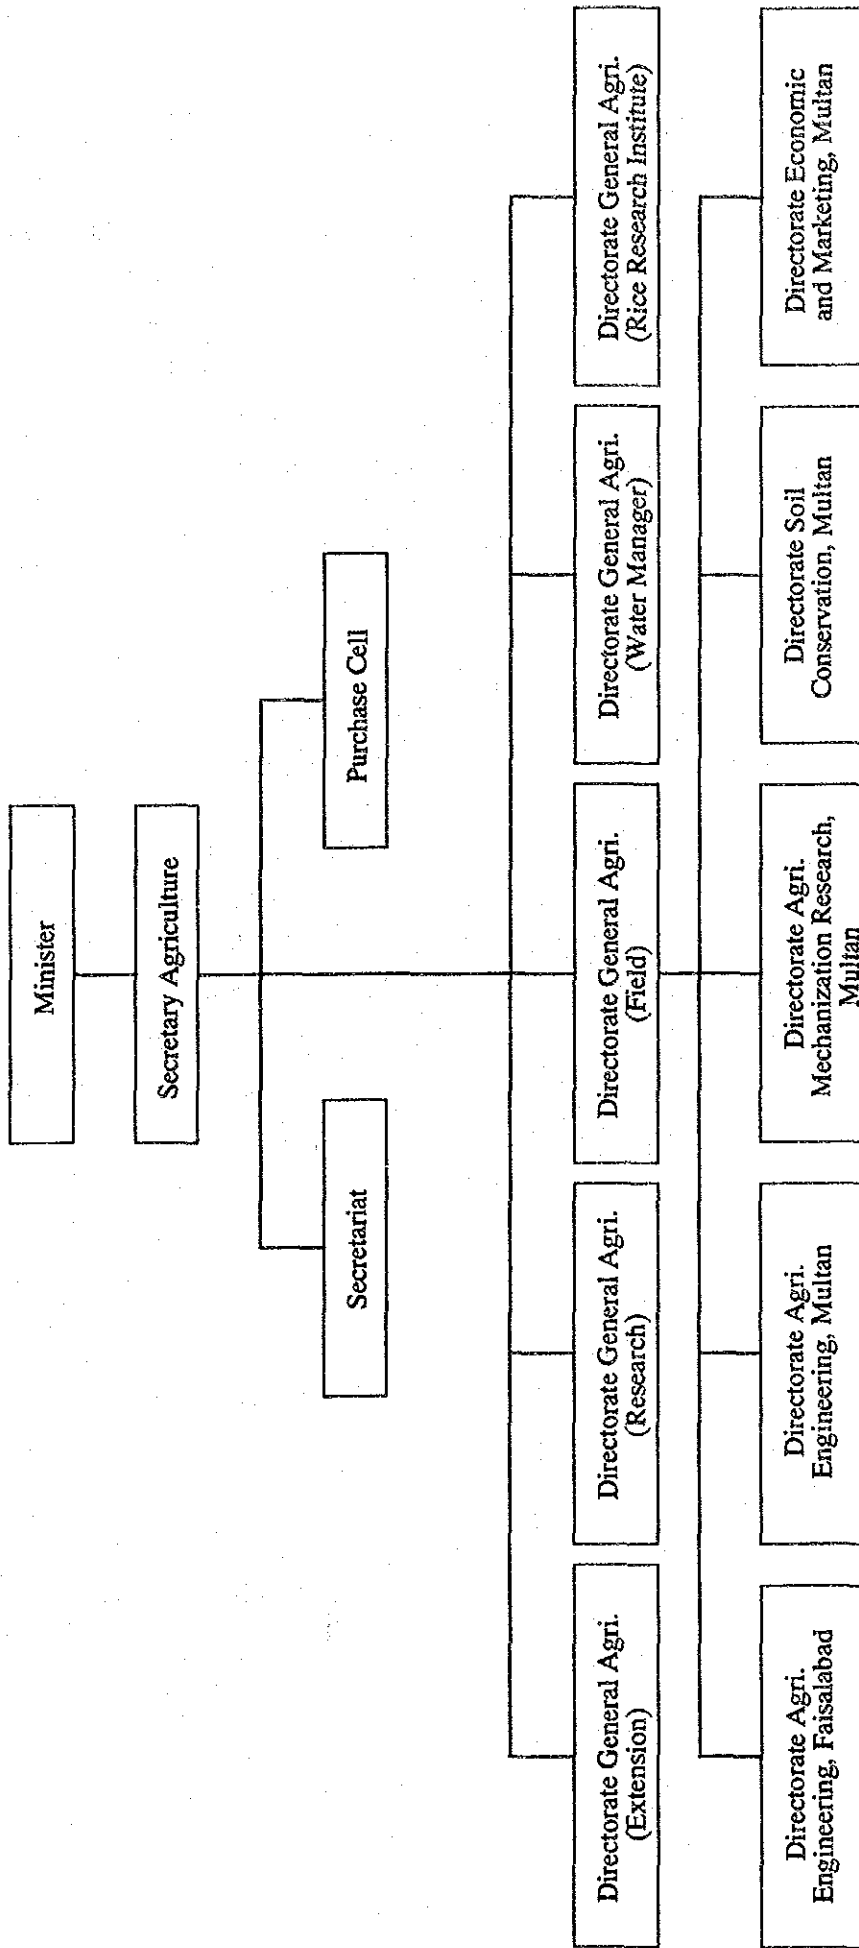 Minister
Secretary Agriculture
Secretariat
Purchase Cell
Directorate General Agri.
(Extension)
Directorate General Agri.
(Research)
Directorate General Agri.
(Field)
Directorate General Agri.
(Water Manager)
Directorate General Agri.
(Rice Research Institute)
Directorate Agri.
Engineering, Faisalabad
Directorate Agri.
Engineering, Multan
Directorate Agri.
Mechanization Research,
Multan
Directorate Soil
Conservation, Multan
Directorate Economic
and Marketing, Multan